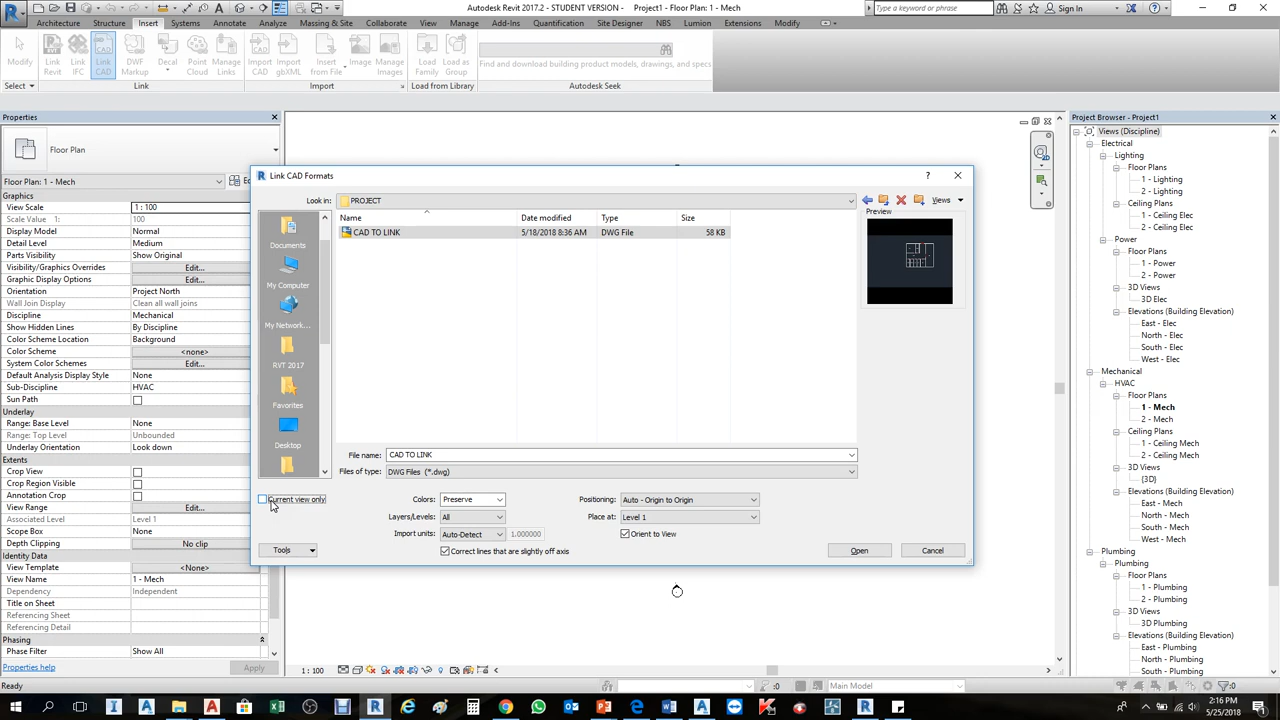 Autodesk Revit 2017.2 - STUDENT VERSION - Project1 - Floor Plan: 1 - Mech
Type a keyword or phrase
Sign In
Architecture Structure Insert Systems Annotate Analyze Massing & Site Collaborate View Manage Add-Ins Quantification Site Designer NBS Lumion Extensions Modify
Modify
Link Revit
Link IFC
Link CAD
DWF Markup
Decal
Point Cloud
Manage Links
Import CAD
Import gbXML
Insert from File
Image
Manage Images
Load Family
Load as Group
Find and download building product models, drawings, and specs
Select Link Import Load from Library Autodesk Seek
Properties
Floor Plan
Floor Plan: 1 - Mech
Graphics
View Scale 1 : 100
Scale Value 1: 100
Display Model Normal
Detail Level Medium
Parts Visibility Show Original
Visibility/Graphics Overrides Edit...
Graphic Display Options Edit...
Orientation Project North
Wall Join Display Clean all wall joins
Discipline Mechanical
Show Hidden Lines By Discipline
Color Scheme Location Background
Color Scheme <none>
System Color Schemes Edit...
Default Analysis Display Style None
Sub-Discipline HVAC
Sun Path
Underlay
Range: Base Level None
Range: Top Level Unbounded
Underlay Orientation Look down
Extents
Crop View
Crop Region Visible
Annotation Crop
View Range Edit...
Associated Level Level 1
Scope Box None
Depth Clipping No clip
Identity Data
View Template <None>
View Name 1 - Mech
Dependency Independent
Title on Sheet
Referencing Sheet
Referencing Detail
Phasing
Phase Filter Show All
Properties help Apply
Link CAD Formats
Look in: PROJECT
Views
Name Date modified Type Size
CAD TO LINK 5/18/2018 8:36 AM DWG File 58 KB
Preview
Documents
My Computer
My Network...
RVT 2017
Favorites
Desktop
File name: CAD TO LINK
Files of type: DWG Files (*.dwg)
Current view only
Colors: Preserve
Positioning: Auto - Origin to Origin
Layers/Levels: All
Place at: Level 1
Import units: Auto-Detect 1.000000
Orient to View
Tools
Correct lines that are slightly off axis
Open Cancel
Project Browser - Project1
Views (Discipline)
Electrical
Lighting
Floor Plans
1 - Lighting
2 - Lighting
Ceiling Plans
1 - Ceiling Elec
2 - Ceiling Elec
Power
Floor Plans
1 - Power
2 - Power
3D Views
3D Elec
Elevations (Building Elevation)
East - Elec
North - Elec
South - Elec
West - Elec
Mechanical
HVAC
Floor Plans
1 - Mech
2 - Mech
Ceiling Plans
1 - Ceiling Mech
2 - Ceiling Mech
3D Views
{3D}
Elevations (Building Elevation)
East - Mech
North - Mech
South - Mech
West - Mech
Plumbing
Plumbing
Floor Plans
1 - Plumbing
2 - Plumbing
3D Views
3D Plumbing
Elevations (Building Elevation)
East - Plumbing
North - Plumbing
South - Plumbing
1 : 100
Ready
:0
Main Model
:0
2:16 PM
5/25/2018